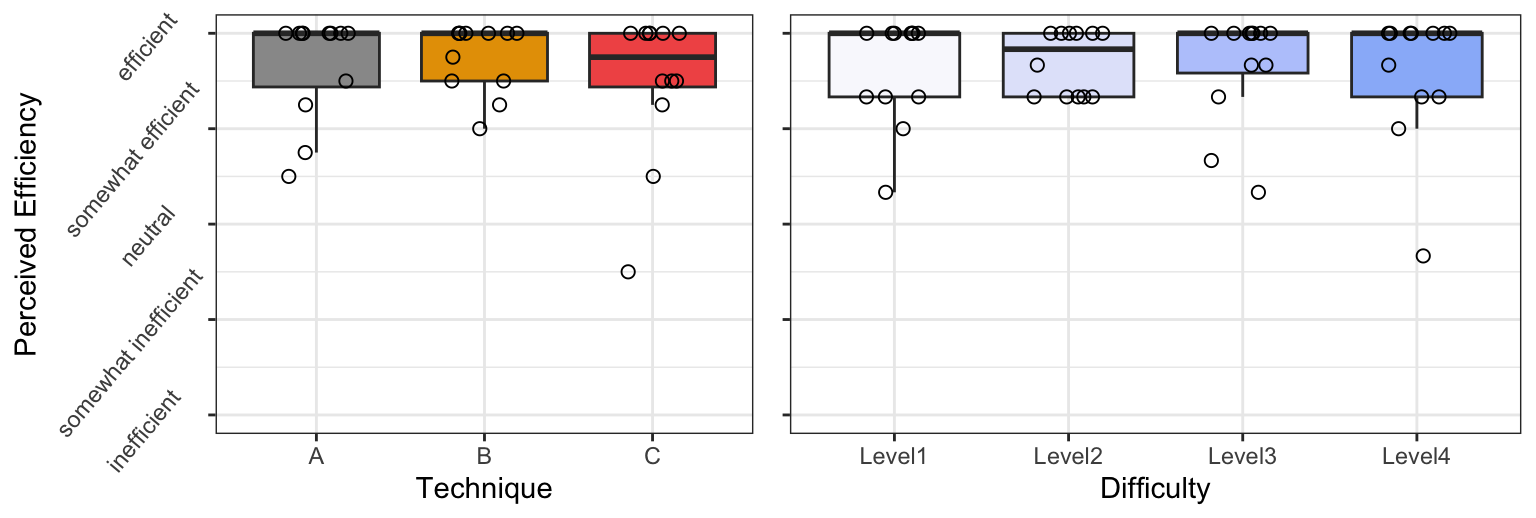 Perceived Efficiency
efficient
somewhat efficient
neutral
somewhat inefficient
inefficient
A
B
C
Technique
Level1
Level2
Level3
Level4
Difficulty